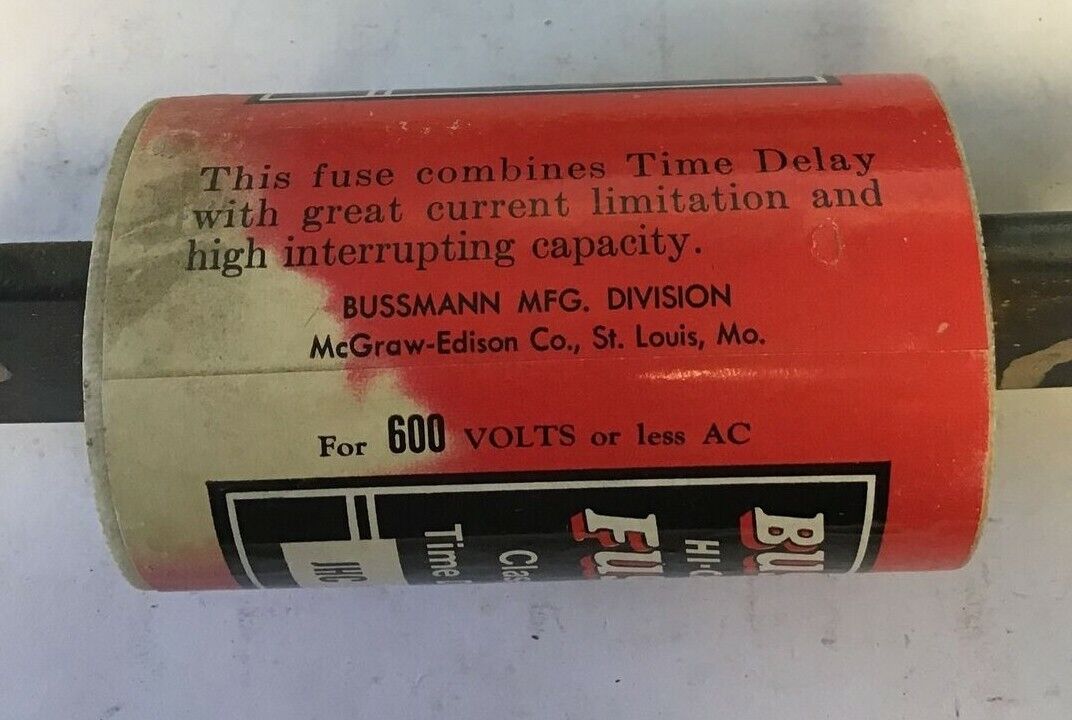 This fuse combines Time Delay
with great current limitation and
high interrupting capacity.
BUSSMANN MFG. DIVISION
McGraw-Edison Co., St. Louis, Mo.
For 600 VOLTS or less AC